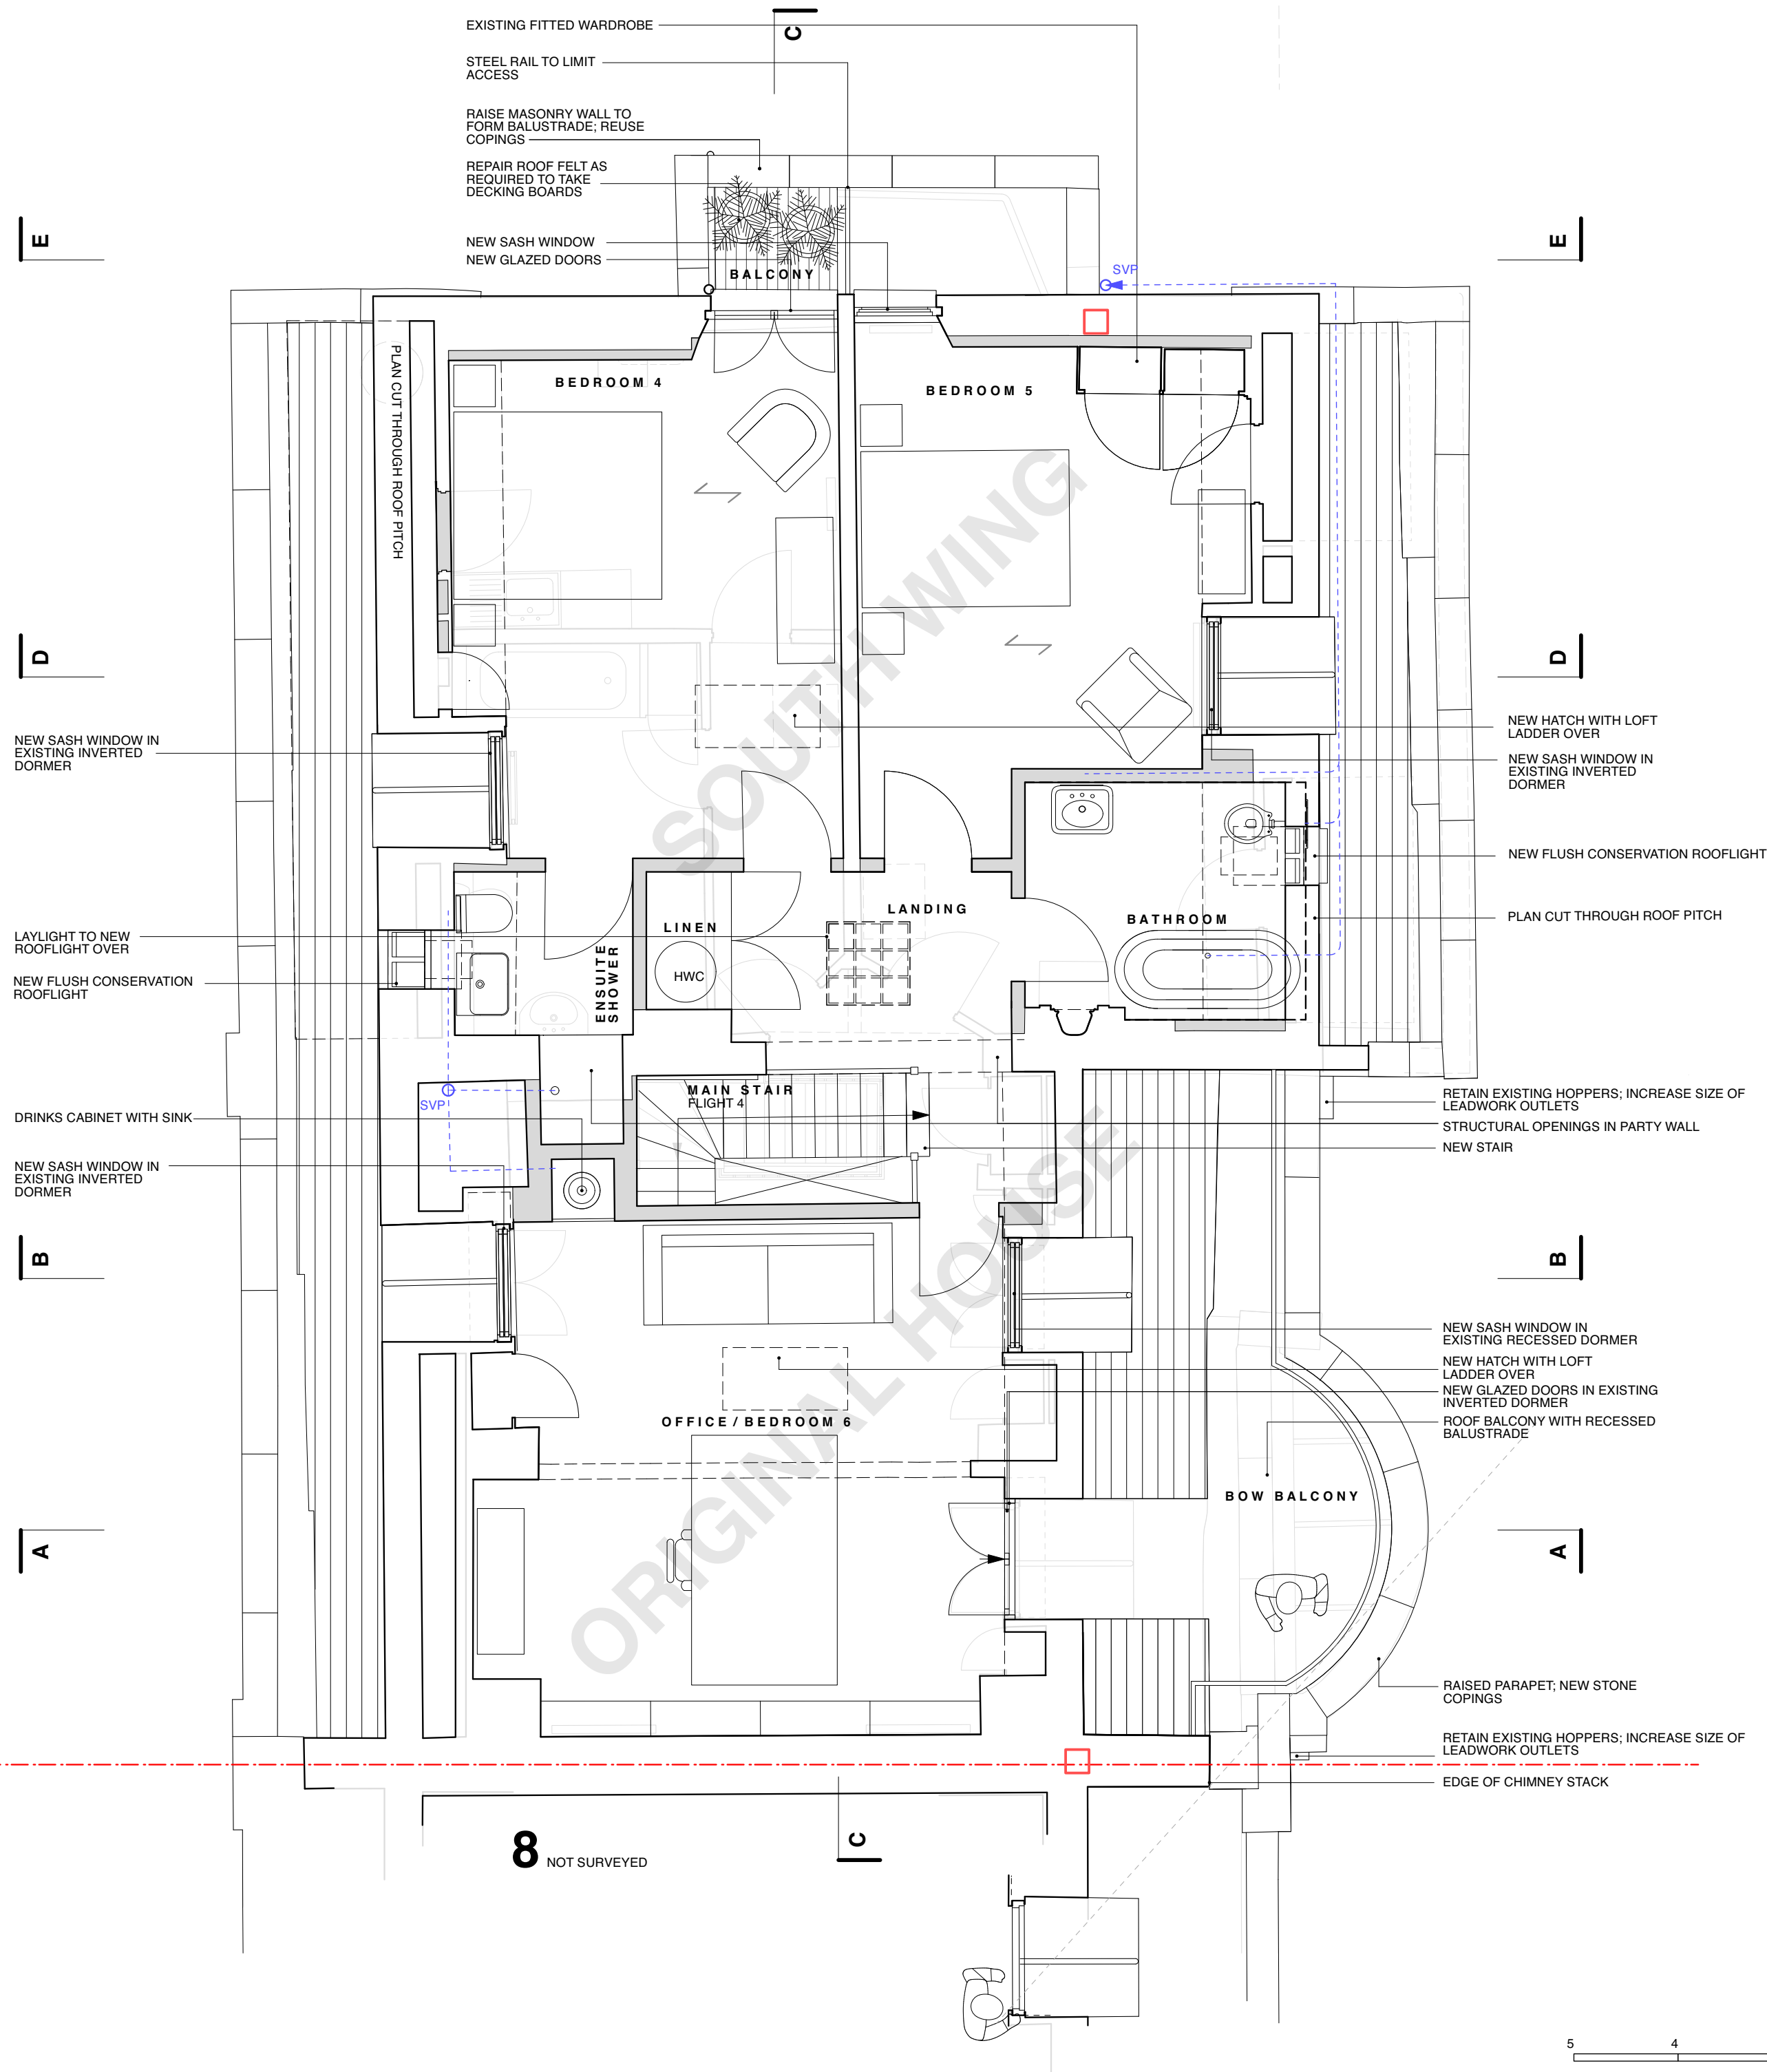 EXISTING FITTED WARDROBE
C
STEEL RAIL TO LIMIT
ACCESS
RAISE MASONRY WALL TO
FORM BALUSTRADE; REUSE
COPINGS
REPAIR ROOF FELT AS
REQUIRED TO TAKE
DECKING BOARDS
NEW SASH WINDOW
NEW GLAZED DOORS
BALCONY
E
E
SVP
PLAN CUT THROUGH ROOF PITCH
BEDROOM 4
BEDROOM 5
SOUTH WING
D
D
NEW SASH WINDOW IN
EXISTING INVERTED
DORMER
NEW HATCH WITH LOFT
LADDER OVER
NEW SASH WINDOW IN
EXISTING INVERTED
DORMER
NEW FLUSH CONSERVATION ROOFLIGHT
PLAN CUT THROUGH ROOF PITCH
LANDING
BATHROOM
LINEN
HWC
ENSUITE
SHOWER
LAYLIGHT TO NEW
ROOFLIGHT OVER
NEW FLUSH CONSERVATION
ROOFLIGHT
MAIN STAIR
FLIGHT 4
SVP
DRINKS CABINET WITH SINK
RETAIN EXISTING HOPPERS; INCREASE SIZE OF
LEADWORK OUTLETS
STRUCTURAL OPENINGS IN PARTY WALL
NEW STAIR
NEW SASH WINDOW IN
EXISTING INVERTED
DORMER
B
B
ORIGINAL HOUSE
NEW SASH WINDOW IN
EXISTING RECESSED DORMER
NEW HATCH WITH LOFT
LADDER OVER
NEW GLAZED DOORS IN EXISTING
INVERTED DORMER
ROOF BALCONY WITH RECESSED
BALUSTRADE
OFFICE / BEDROOM 6
BOW BALCONY
A
A
RAISED PARAPET; NEW STONE
COPINGS
RETAIN EXISTING HOPPERS; INCREASE SIZE OF
LEADWORK OUTLETS
EDGE OF CHIMNEY STACK
8 NOT SURVEYED
C
5 4